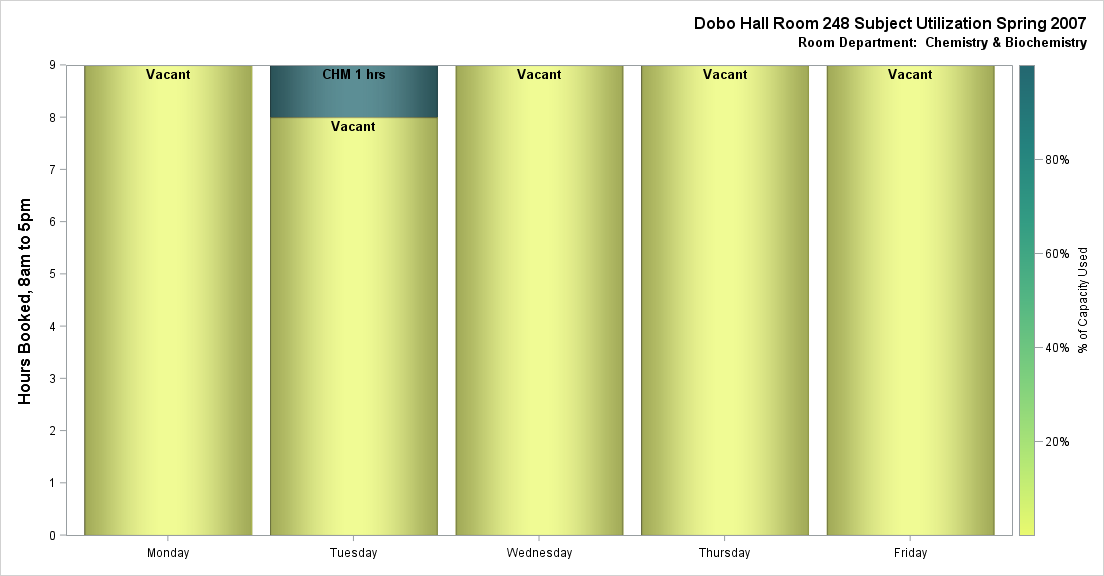 Dobo Hall Room 248 Subject Utilization Spring 2007
Room Department:  Chemistry & Biochemistry
Hours Booked, 8am to 5pm
9
8
7
6
5
4
3
2
1
0
Vacant
CHM 1 hrs
Vacant
Vacant
Vacant
Vacant
Monday
Tuesday
Wednesday
Thursday
Friday
80%
60%
40%
20%
% of Capacity Used